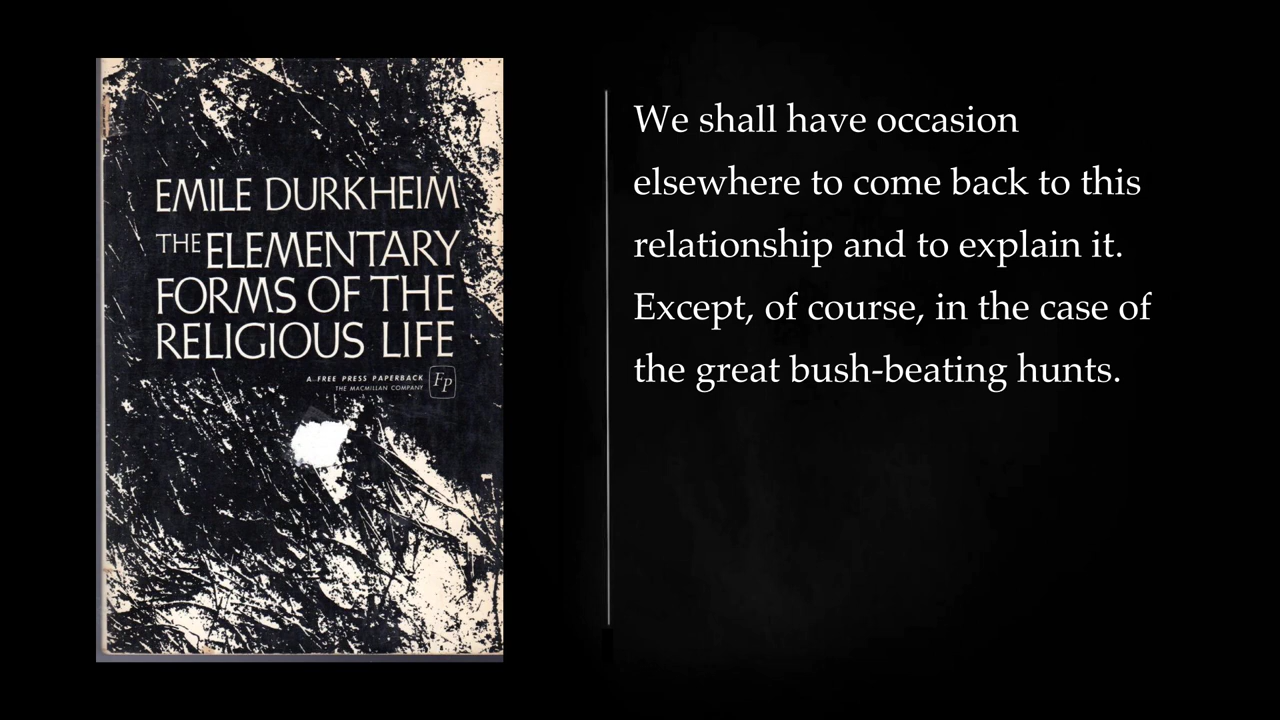 EMILE DURKHEIM
THE ELEMENTARY
FORMS OF THE
RELIGIOUS LIFE
A FREE PRESS PAPERBACK
THE MACMILLAN COMPANY
Fp
We shall have occasion
elsewhere to come back to this
relationship and to explain it.
Except, of course, in the case of
the great bush-beating hunts.